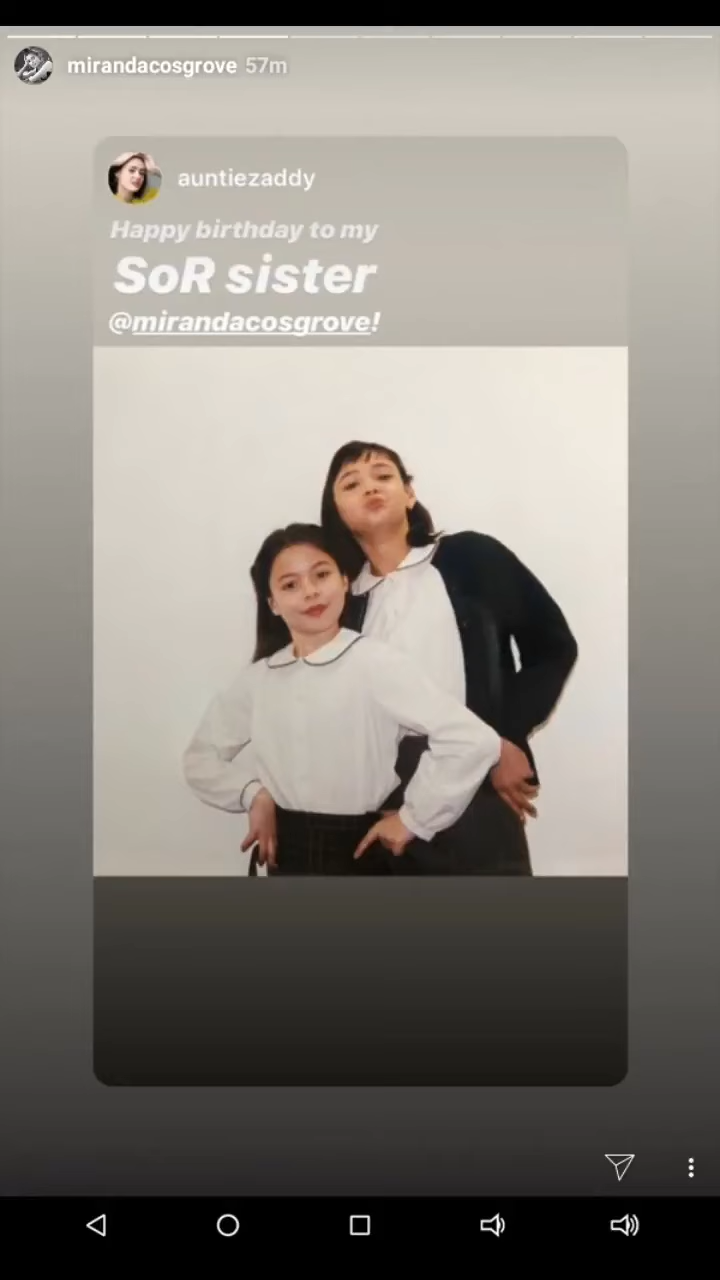 mirandacosgrove 57m
auntiezaddy
Happy birthday to my
SoR sister
@mirandacosgrove!